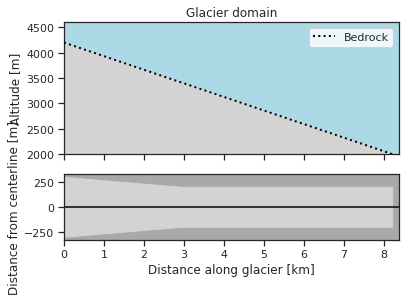 Glacier domain
4500
4000
3500
3000
2500
2000
Altitude [m]
Bedrock
250
0
−250
Distance from centerline [m]
0 1 2 3 4 5 6 7 8
Distance along glacier [km]